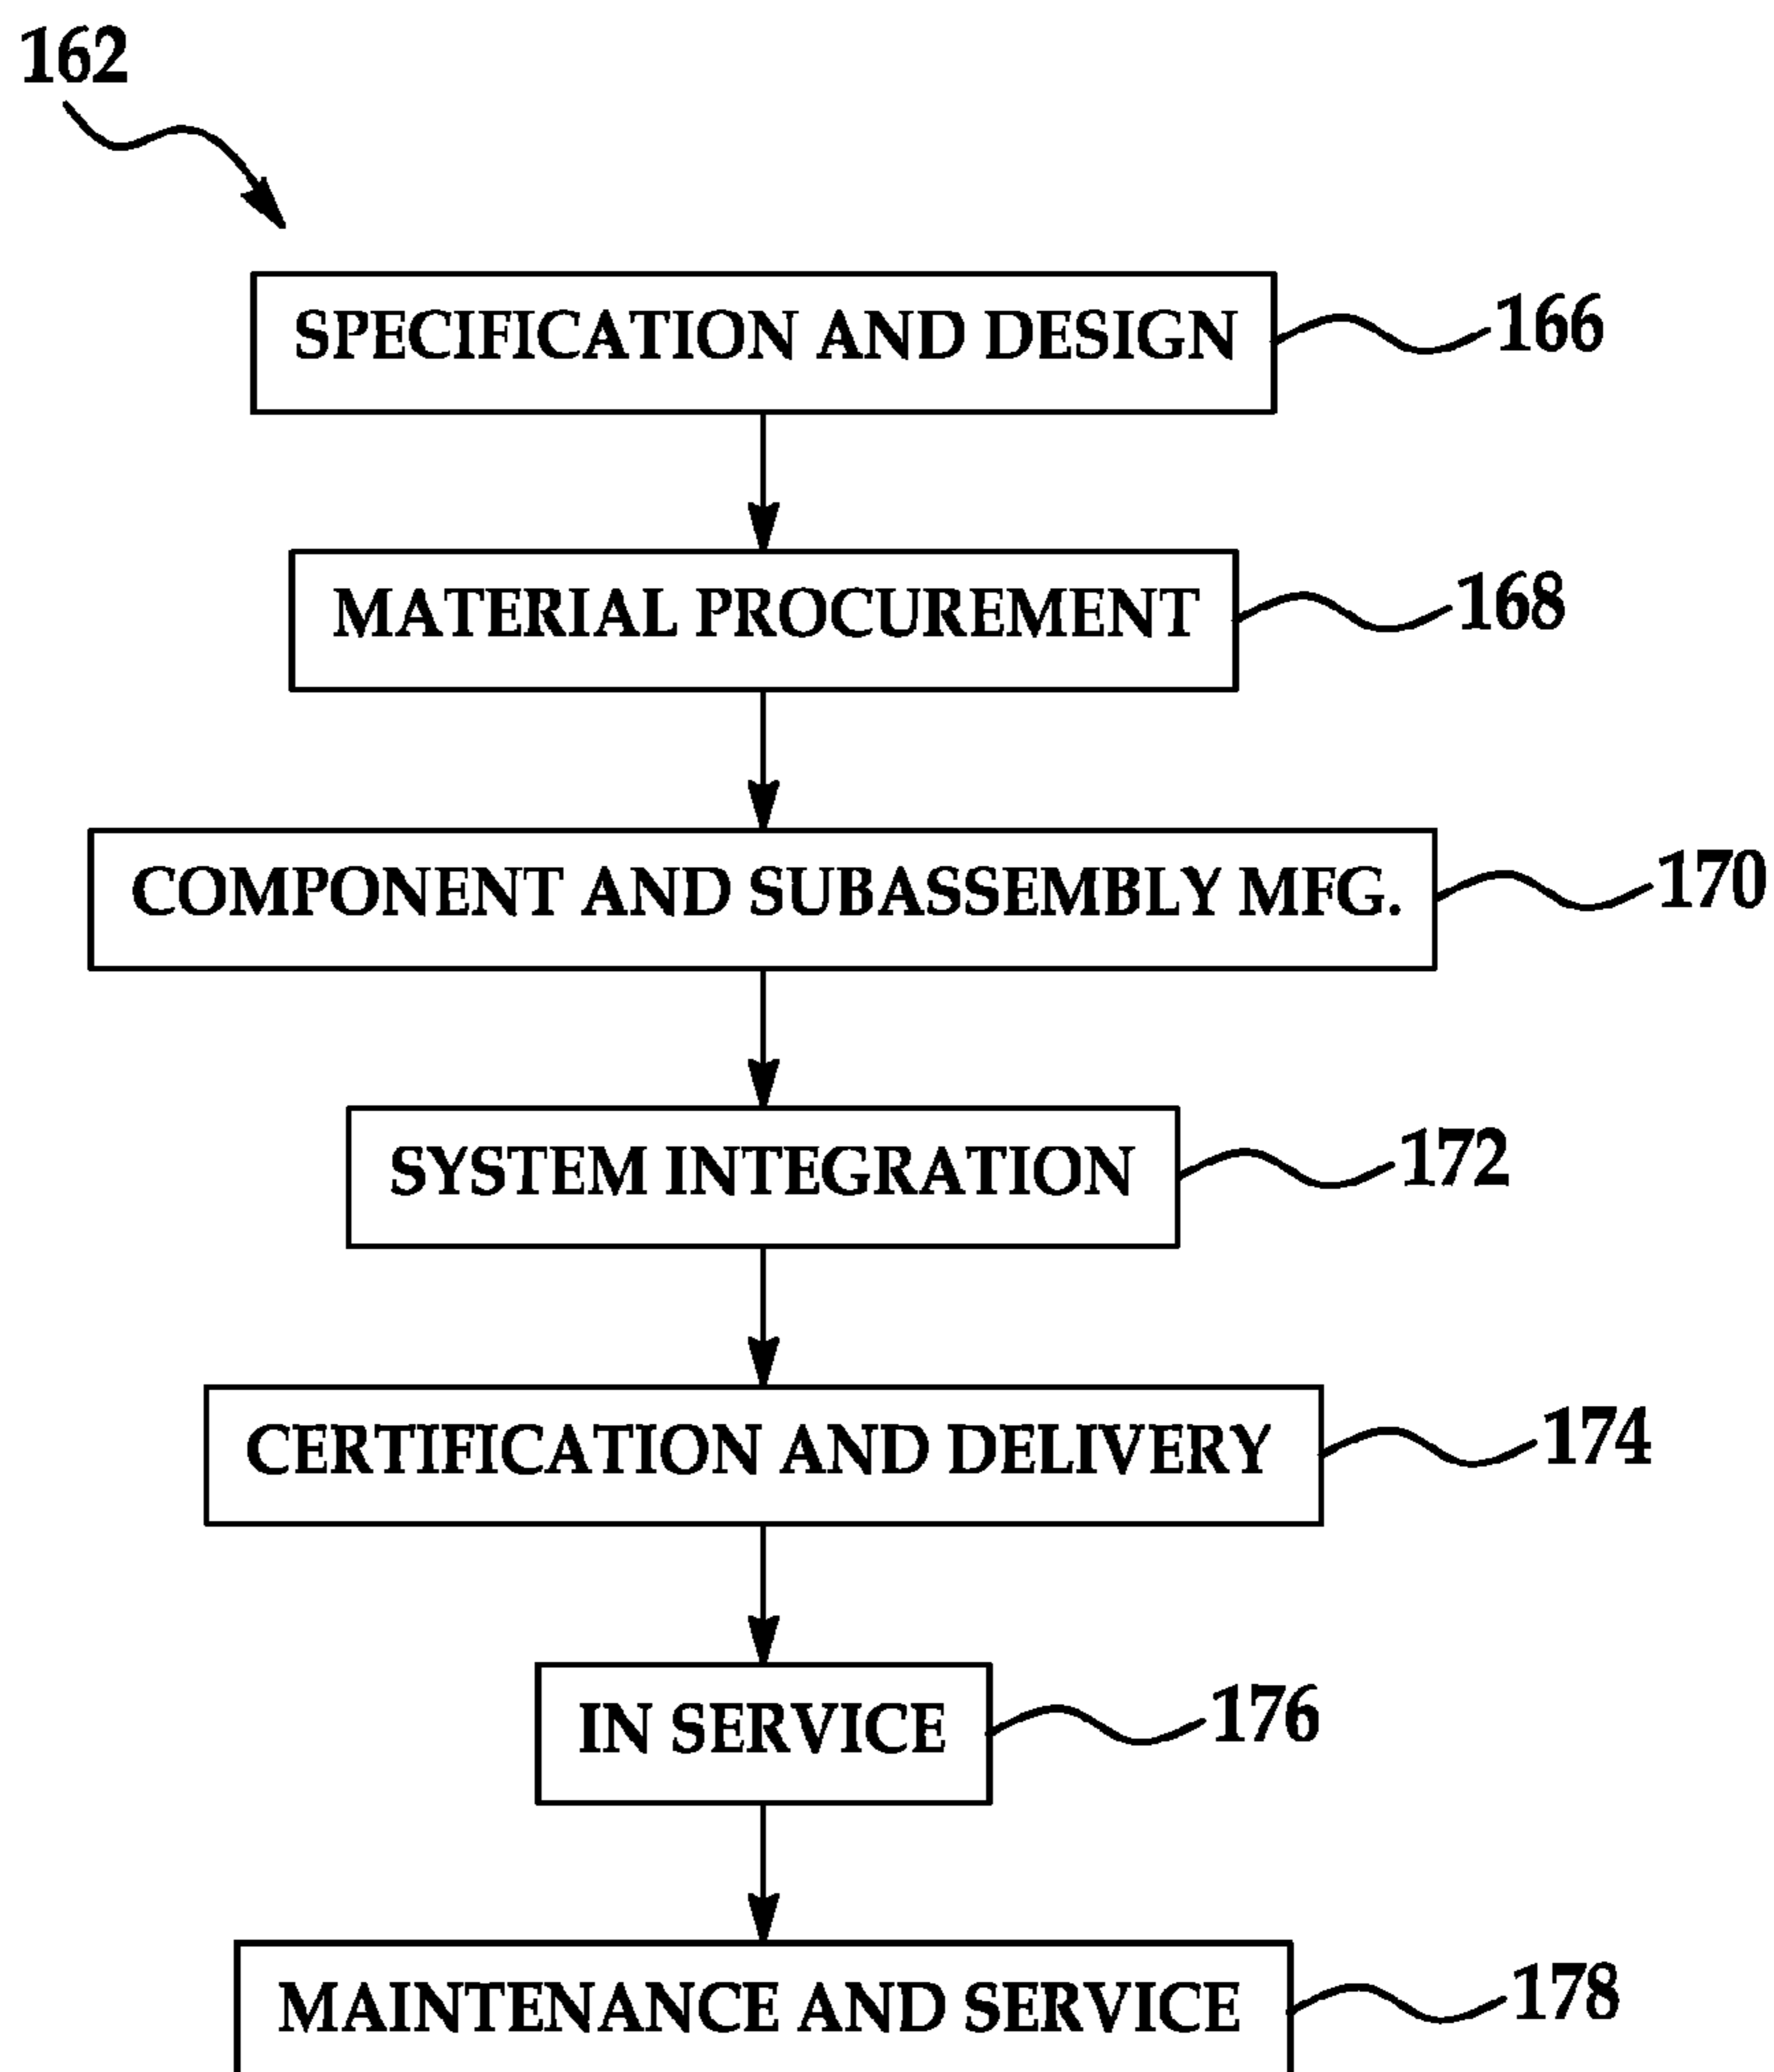 162
SPECIFICATION AND DESIGN 166
MATERIAL PROCUREMENT 168
COMPONENT AND SUBASSEMBLY MFG. 170
SYSTEM INTEGRATION 172
CERTIFICATION AND DELIVERY 174
IN SERVICE 176
MAINTENANCE AND SERVICE 178